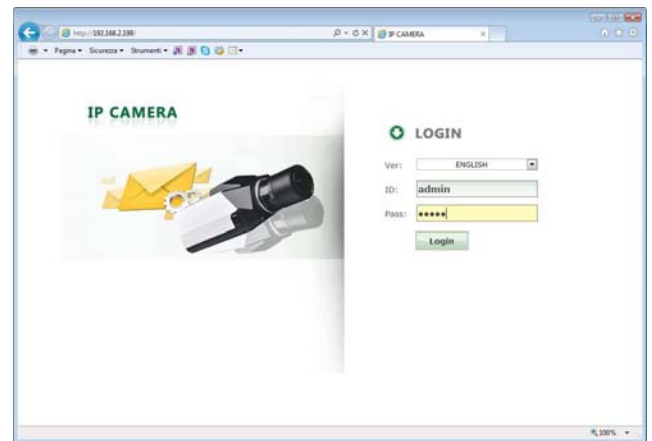 http://192.168.2.199/
IP CAMERA
Pagina
Sicurezza
Strumenti
IP CAMERA
LOGIN
Ver: ENGLISH
ID: admin
Pass: •••••
Login
100%